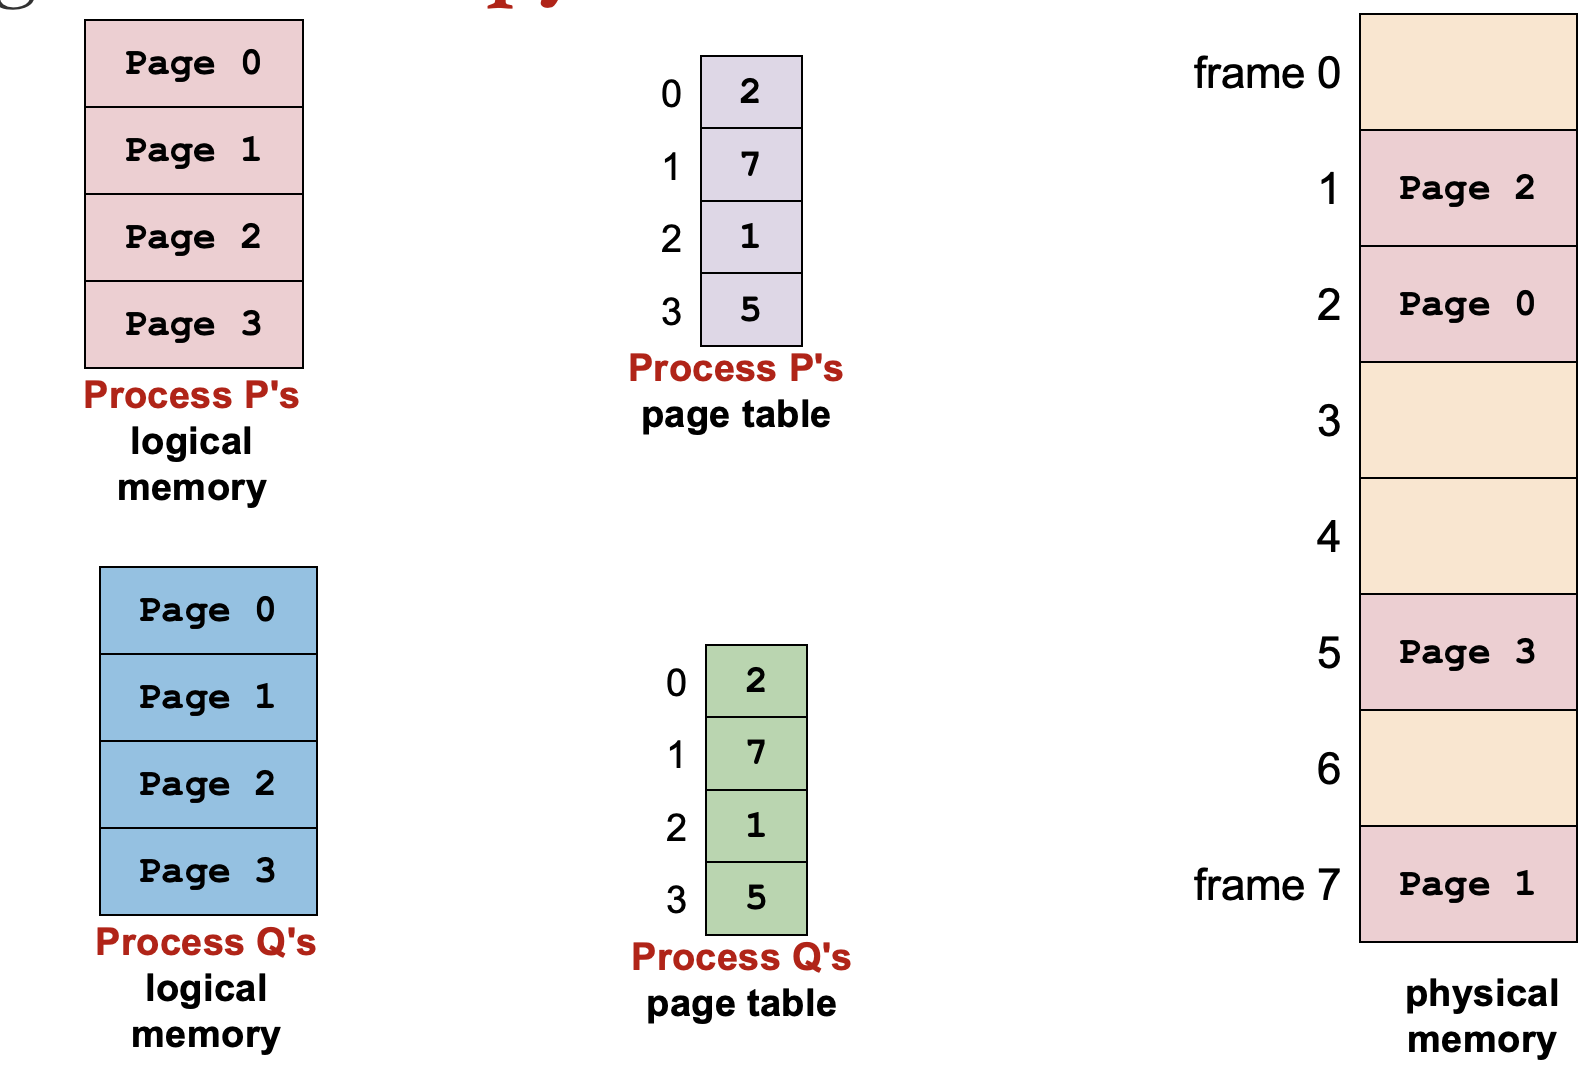 Page 0
Page 1
Page 2
Page 3
Process P's
logical
memory
0 2
1 7
2 1
3 5
Process P's
page table
Page 0
Page 1
Page 2
Page 3
Process Q's
logical
memory
0 2
1 7
2 1
3 5
Process Q's
page table
frame 0
1 Page 2
2 Page 0
3
4
5 Page 3
6
frame 7 Page 1
physical
memory